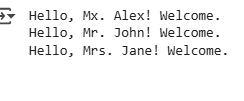 Hello, Mx. Alex! Welcome.
Hello, Mr. John! Welcome.
Hello, Mrs. Jane! Welcome.